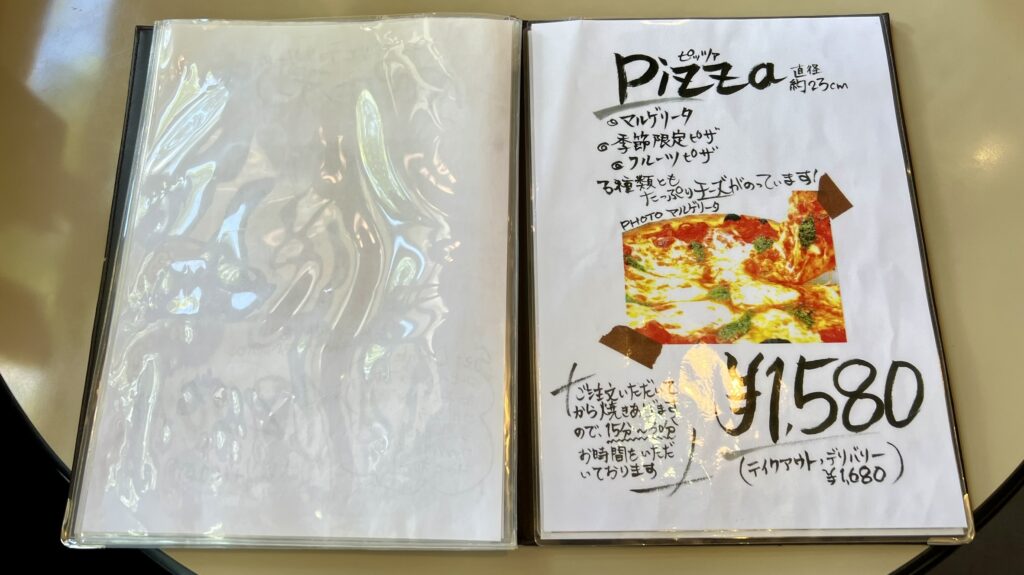 ピッツァ
Pizza 直径
約23cm
◎マルゲリータ
◎季節限定ピザ
◎フルーツピザ
3種類とも
たっぷりチーズがのっています!
PHOTO マルゲリータ
¥1,580
(テイクアウト,デリバリー
¥1,680)
ご注文いただいて
から焼きあげます
ので、15分〜20分
お時間をいただ
いております